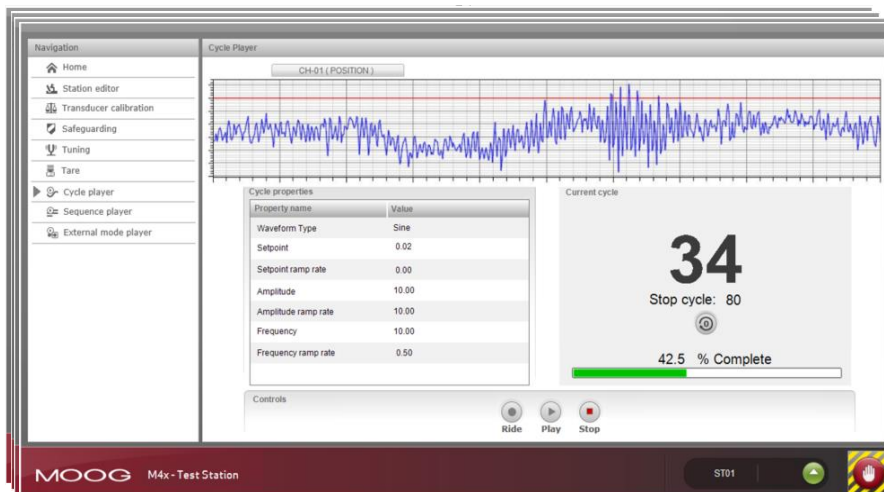 Navigation
Home
Station editor
Transducer calibration
Safeguarding
Tuning
Tare
Cycle player
Sequence player
External mode player
Cycle Player
CH-01 ( POSITION )
Cycle properties
Property name Value
Waveform Type Sine
Setpoint 0.02
Setpoint ramp rate 0.00
Amplitude 10.00
Amplitude ramp rate 10.00
Frequency 10.00
Frequency ramp rate 0.50
Current cycle
34
Stop cycle: 80
0
42.5 % Complete
Controls
Ride Play Stop
MOOG M4x - Test Station
ST01